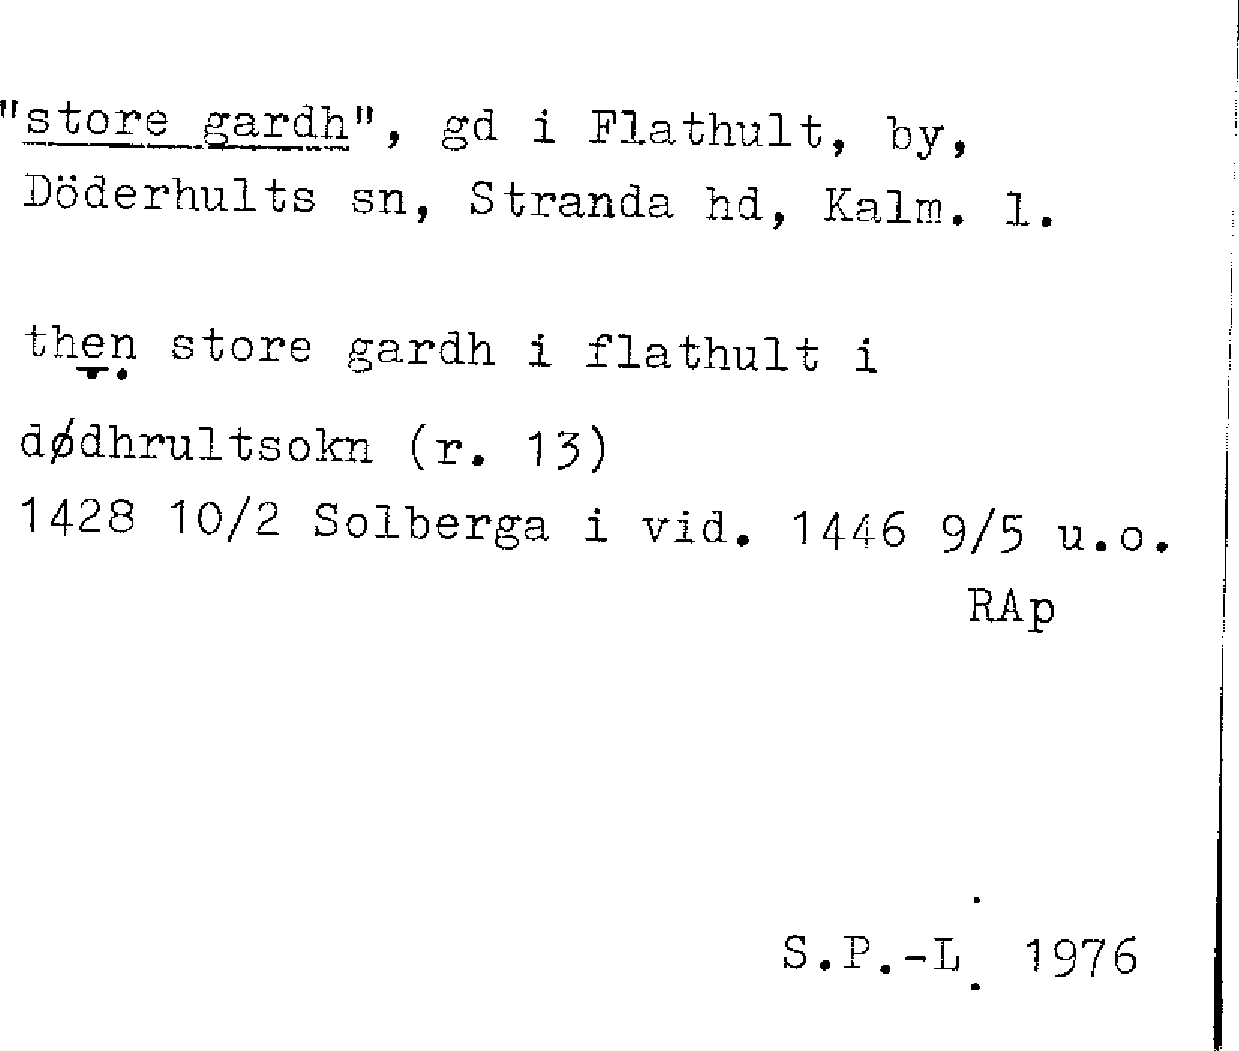 "store gardh", gd i Flathult, by,
Döderhults sn, Stranda hd, Kalm. l.
then store gardh i flathult i
dødhrultsokn (r. 13)
1428 10/2 Solberga i vid. 1446 9/5 u.o.
RAp
S.P.-L. 1976